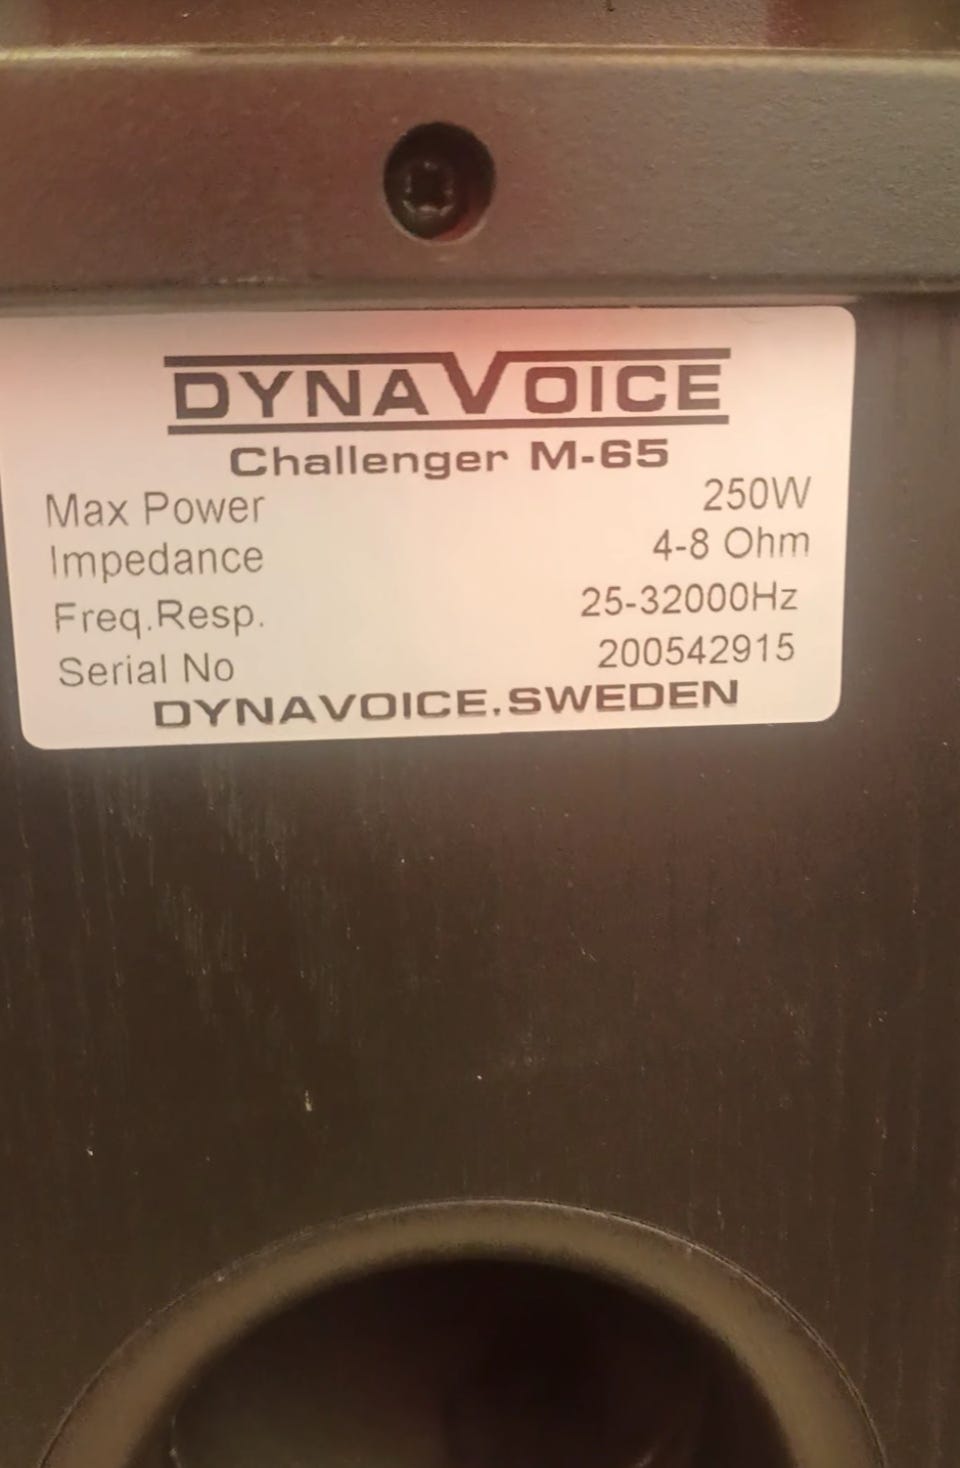 DYNAVOICE
Challenger M-65
Max Power 250W
Impedance 4-8 Ohm
Freq.Resp. 25-32000Hz
Serial No 200542915
DYNAVOICE.SWEDEN